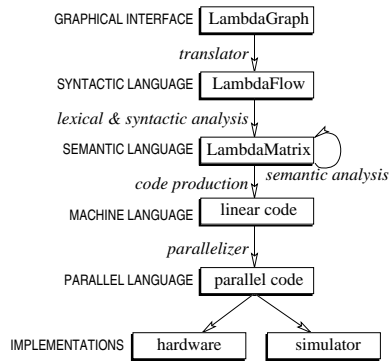 GRAPHICAL INTERFACE LambdaGraph
translator
SYNTACTIC LANGUAGE LambdaFlow
lexical & syntactic analysis
SEMANTIC LANGUAGE LambdaMatrix
semantic analysis
code production
MACHINE LANGUAGE linear code
parallelizer
PARALLEL LANGUAGE parallel code
IMPLEMENTATIONS hardware simulator